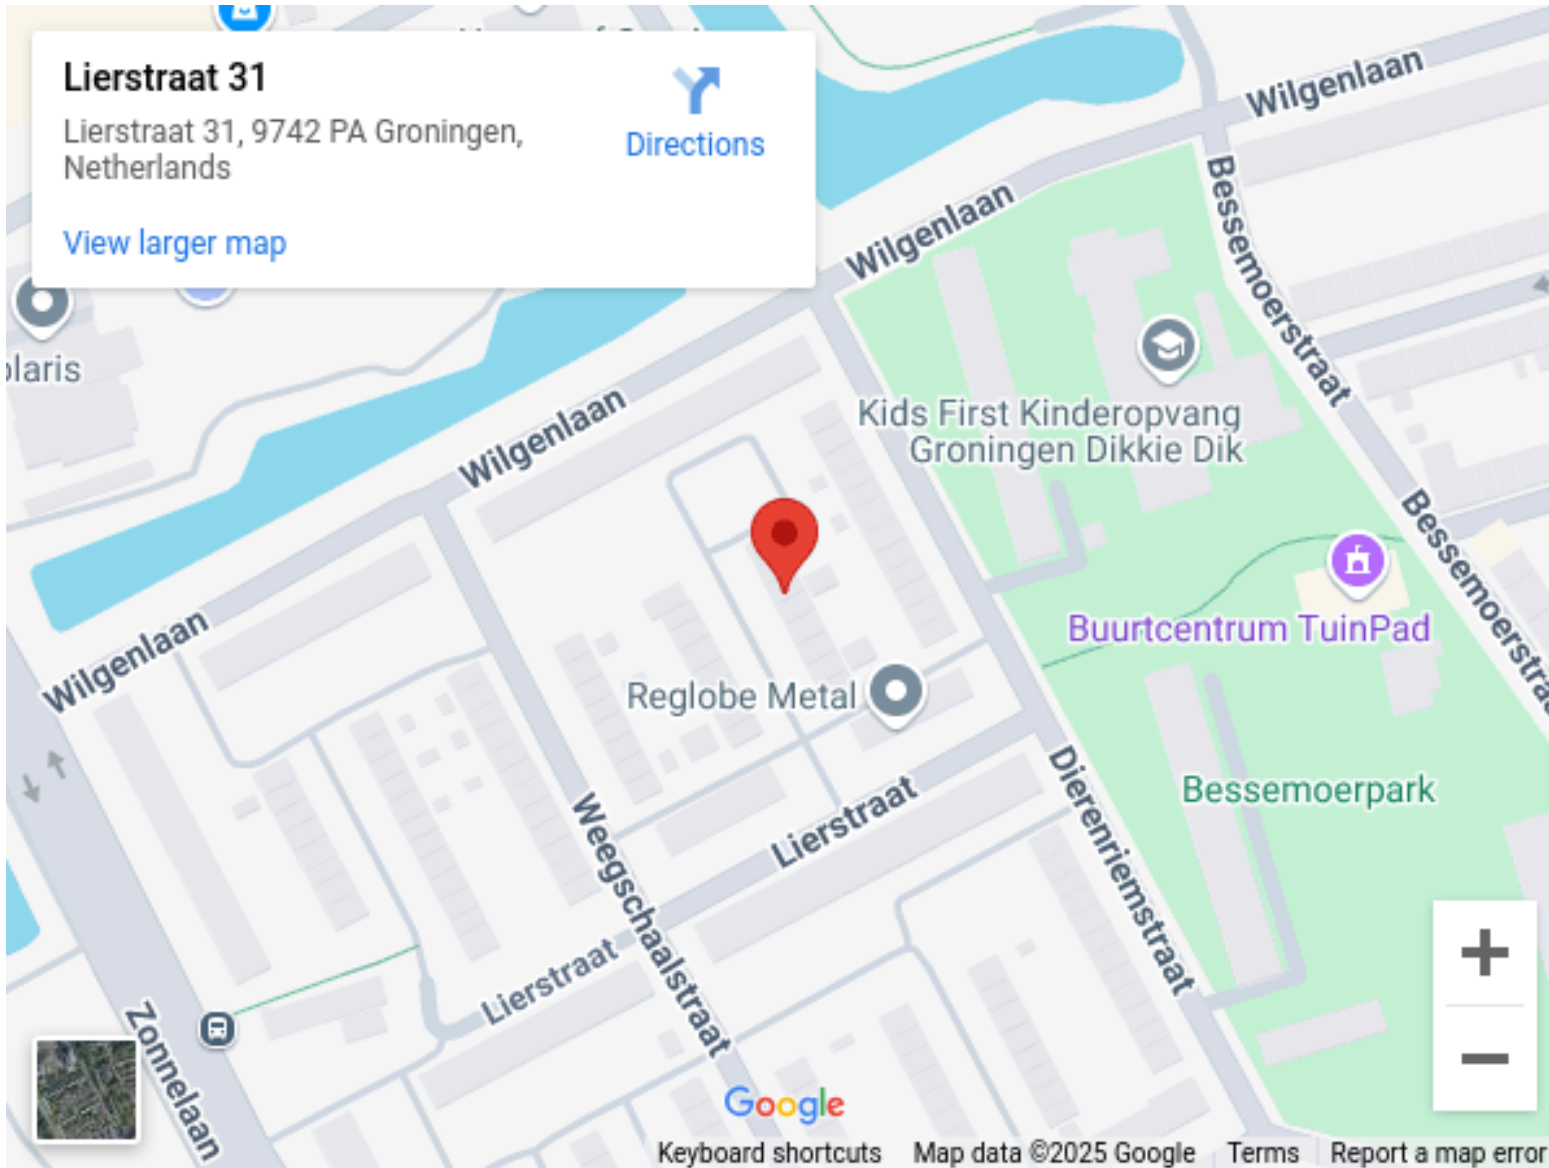 Lierstraat 31
Lierstraat 31, 9742 PA Groningen,
Netherlands
Directions
View larger map
Wilgenlaan
Bessemoerstraat
Wilgenlaan
Kids First Kinderopvang
Groningen Dikkie Dik
Wilgenlaan
Bessemoerstraat
Buurtcentrum TuinPad
Wilgenlaan
Reglobe Metal
Bessemoerpark
Lierstraat
Dierenriemstraat
Weegschaalstraat
Lierstraat
Zonnelaan
Google
Keyboard shortcuts
Map data ©2025 Google
Terms
Report a map error